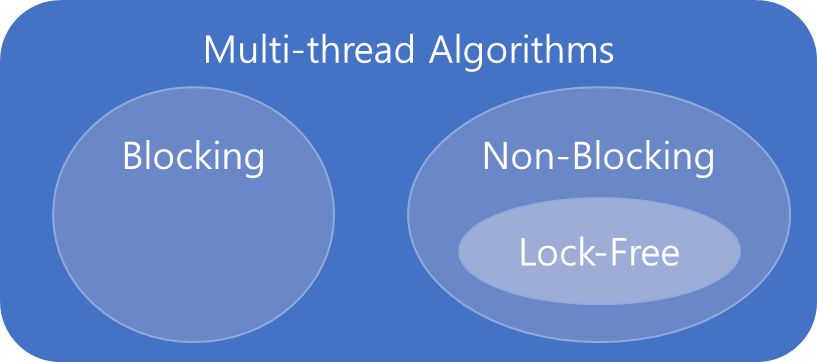 Multi-thread Algorithms
Blocking
Non-Blocking
Lock-Free